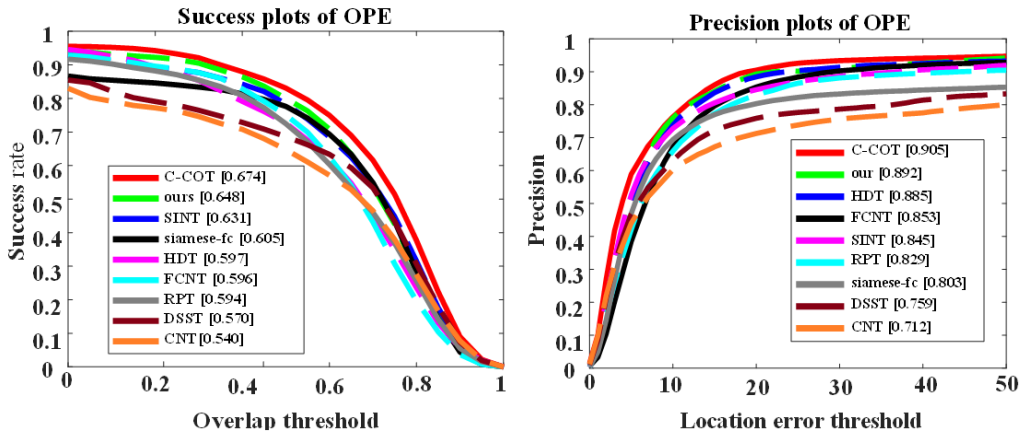 Success plots of OPE
1
0.9
0.8
0.7
0.6
0.5
0.4
0.3
0.2
0.1
0
Success rate
C-COT [0.674]
ours [0.648]
SINT [0.631]
siamese-fc [0.605]
HDT [0.597]
FCNT [0.596]
RPT [0.594]
DSST [0.570]
CNT [0.540]
0 0.2 0.4 0.6 0.8 1
Overlap threshold
Precision plots of OPE
1
0.9
0.8
0.7
0.6
0.5
0.4
0.3
0.2
0.1
0
Precision
C-COT [0.905]
our [0.892]
HDT [0.885]
FCNT [0.853]
SINT [0.845]
RPT [0.829]
siamese-fc [0.803]
DSST [0.759]
CNT [0.712]
0 10 20 30 40 50
Location error threshold